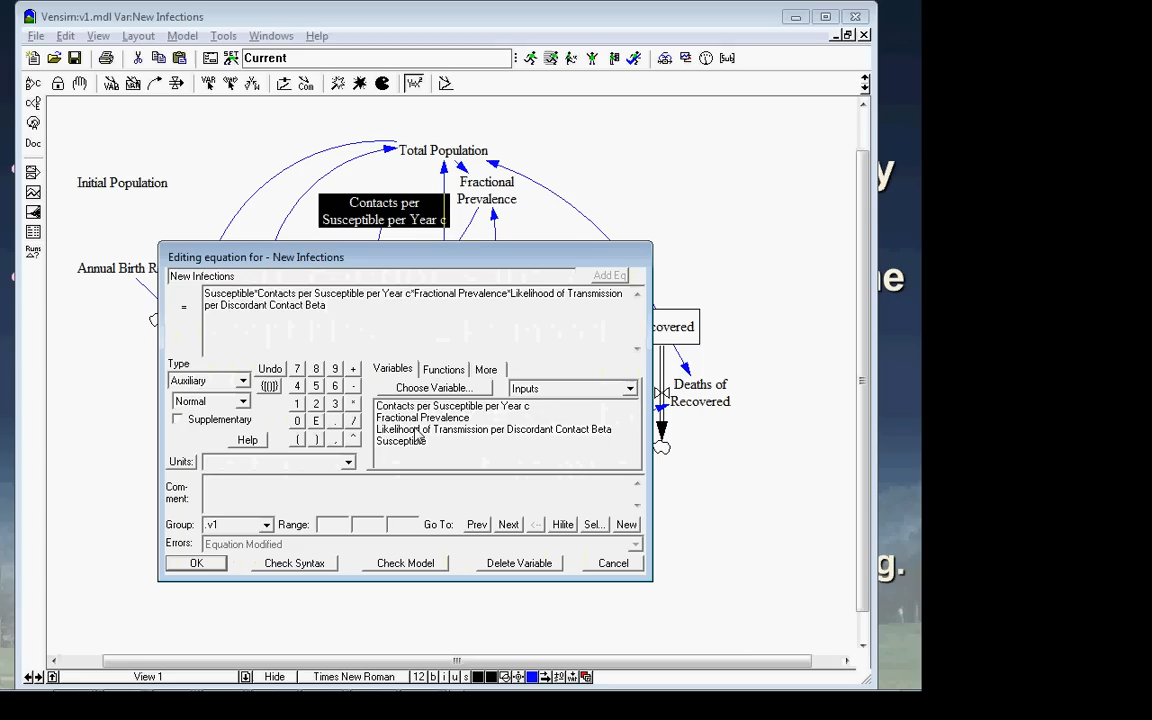 Vensim:v1.mdl Var:New Infections
File Edit View Layout Model Tools Windows Help
SET Current
VAB Com
Doc
Runs
Total Population
Initial Population
Fractional
Prevalence
Contacts per
Susceptible per Year c
Annual Birth R
y
ne
g.
covered
Deaths of
Recovered
Editing equation for - New Infections
New Infections Add Eq
= Susceptible*Contacts per Susceptible per Year c*Fractional Prevalence*Likelihood of Transmission
per Discordant Contact Beta
Type Undo 7 8 9 + Variables Functions More
Auxiliary {[()]} 4 5 6 - Choose Variable... Inputs
Normal 1 2 3 * Contacts per Susceptible per Year c
Supplementary 0 E . / Fractional Prevalence
Help ( ) , ^ Likelihood of Transmission per Discordant Contact Beta
Susceptible
Units:
Com-
ment:
Group: .v1 Range: Go To: Prev Next <- Hilite Sel... New
Errors: Equation Modified
OK Check Syntax Check Model Delete Variable Cancel
View 1 Hide Times New Roman 12 b i u s